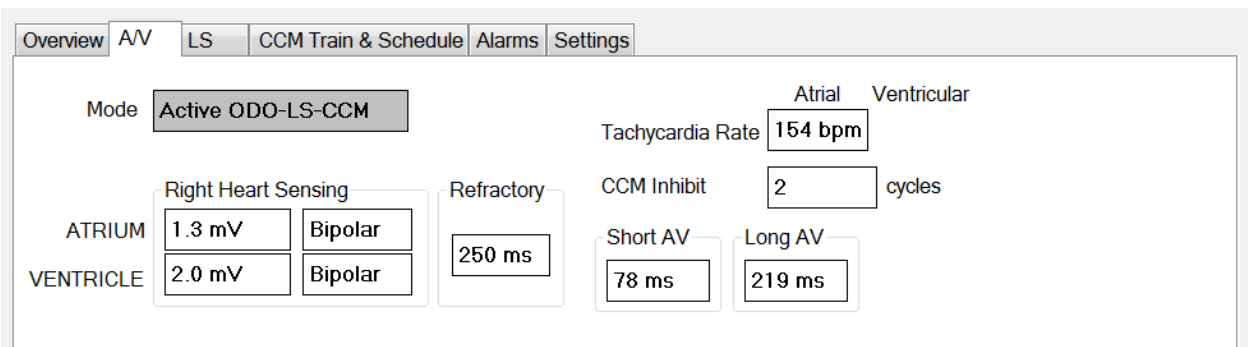 Overview A/V LS CCM Train & Schedule Alarms Settings
Mode Active ODO-LS-CCM
Atrial Ventricular
Tachycardia Rate 154 bpm
CCM Inhibit 2 cycles
Right Heart Sensing Refractory
ATRIUM 1.3 mV Bipolar
VENTRICLE 2.0 mV Bipolar
250 ms
Short AV Long AV
78 ms 219 ms